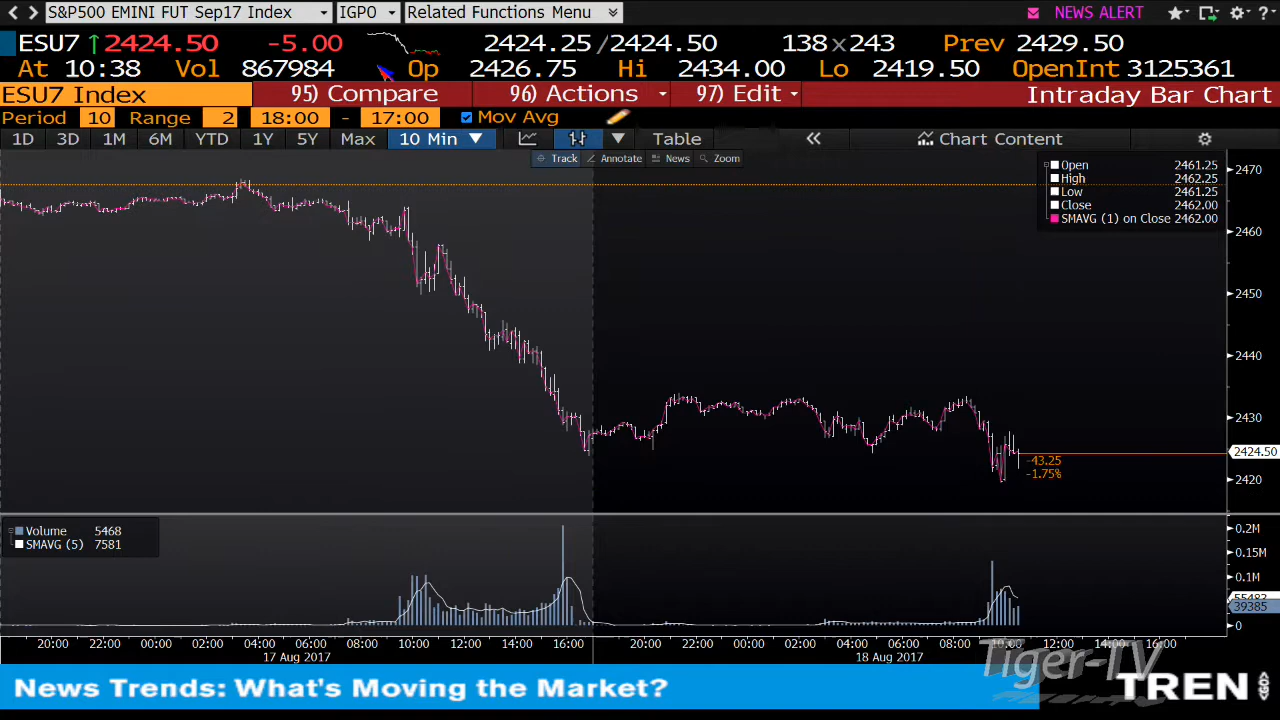 S&P500 EMINI FUT Sep17 Index IGPO Related Functions Menu NEWS ALERT ?
ESU7 ↑2424.50 -5.00 2424.25/2424.50 138x243 Prev 2429.50
At 10:38 Vol 867984 Op 2426.75 Hi 2434.00 Lo 2419.50 OpenInt 3125361
ESU7 Index 95) Compare 96) Actions 97) Edit Intraday Bar Chart
Period 10 Range 2 18:00 - 17:00 Mov Avg
1D 3D 1M 6M YTD 1Y 5Y Max 10 Min Table Chart Content
Track Annotate News Zoom
Open 2461.25
High 2462.25
Low 2461.25
Close 2462.00
SMAVG (1) on Close 2462.00
2470
2460
2450
2440
2430
2424.50
2420
-43.25
-1.75%
Volume 5468
SMAVG (5) 7581
0.2M
0.15M
0.1M
55483
39385
0
20:00 22:00 00:00 02:00 04:00 06:00 08:00 10:00 12:00 14:00 16:00 20:00 22:00 00:00 02:00 04:00 06:00 08:00 10:00 12:00 14:00 16:00
17 Aug 2017 18 Aug 2017
Tiger-TV
News Trends: What's Moving the Market?
TREN
<GO>